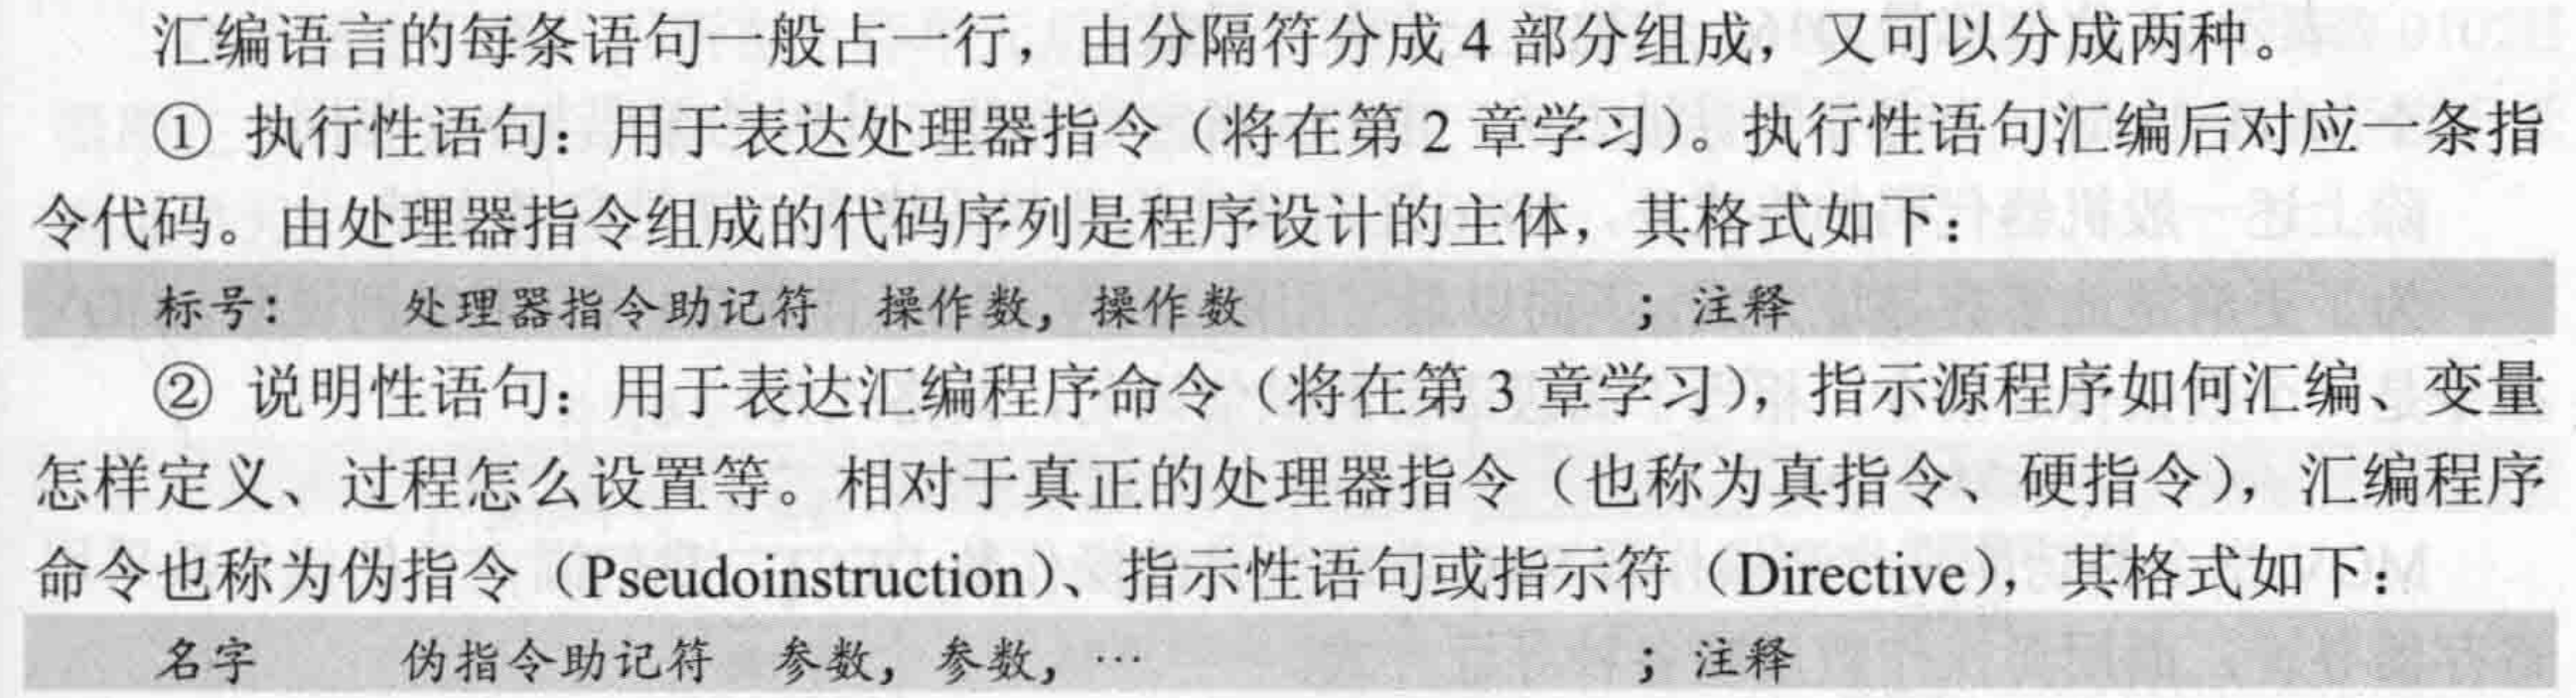 汇编语言的每条语句一般占一行，由分隔符分成 4 部分组成，又可以分成两种。
① 执行性语句：用于表达处理器指令（将在第 2 章学习）。执行性语句汇编后对应一条指
令代码。由处理器指令组成的代码序列是程序设计的主体，其格式如下：
标号： 处理器指令助记符 操作数，操作数 ；注释
② 说明性语句：用于表达汇编程序命令（将在第 3 章学习），指示源程序如何汇编、变量
怎样定义、过程怎么设置等。相对于真正的处理器指令（也称为真指令、硬指令），汇编程序
命令也称为伪指令（Pseudoinstruction）、指示性语句或指示符（Directive），其格式如下：
名字 伪指令助记符 参数，参数，… ；注释